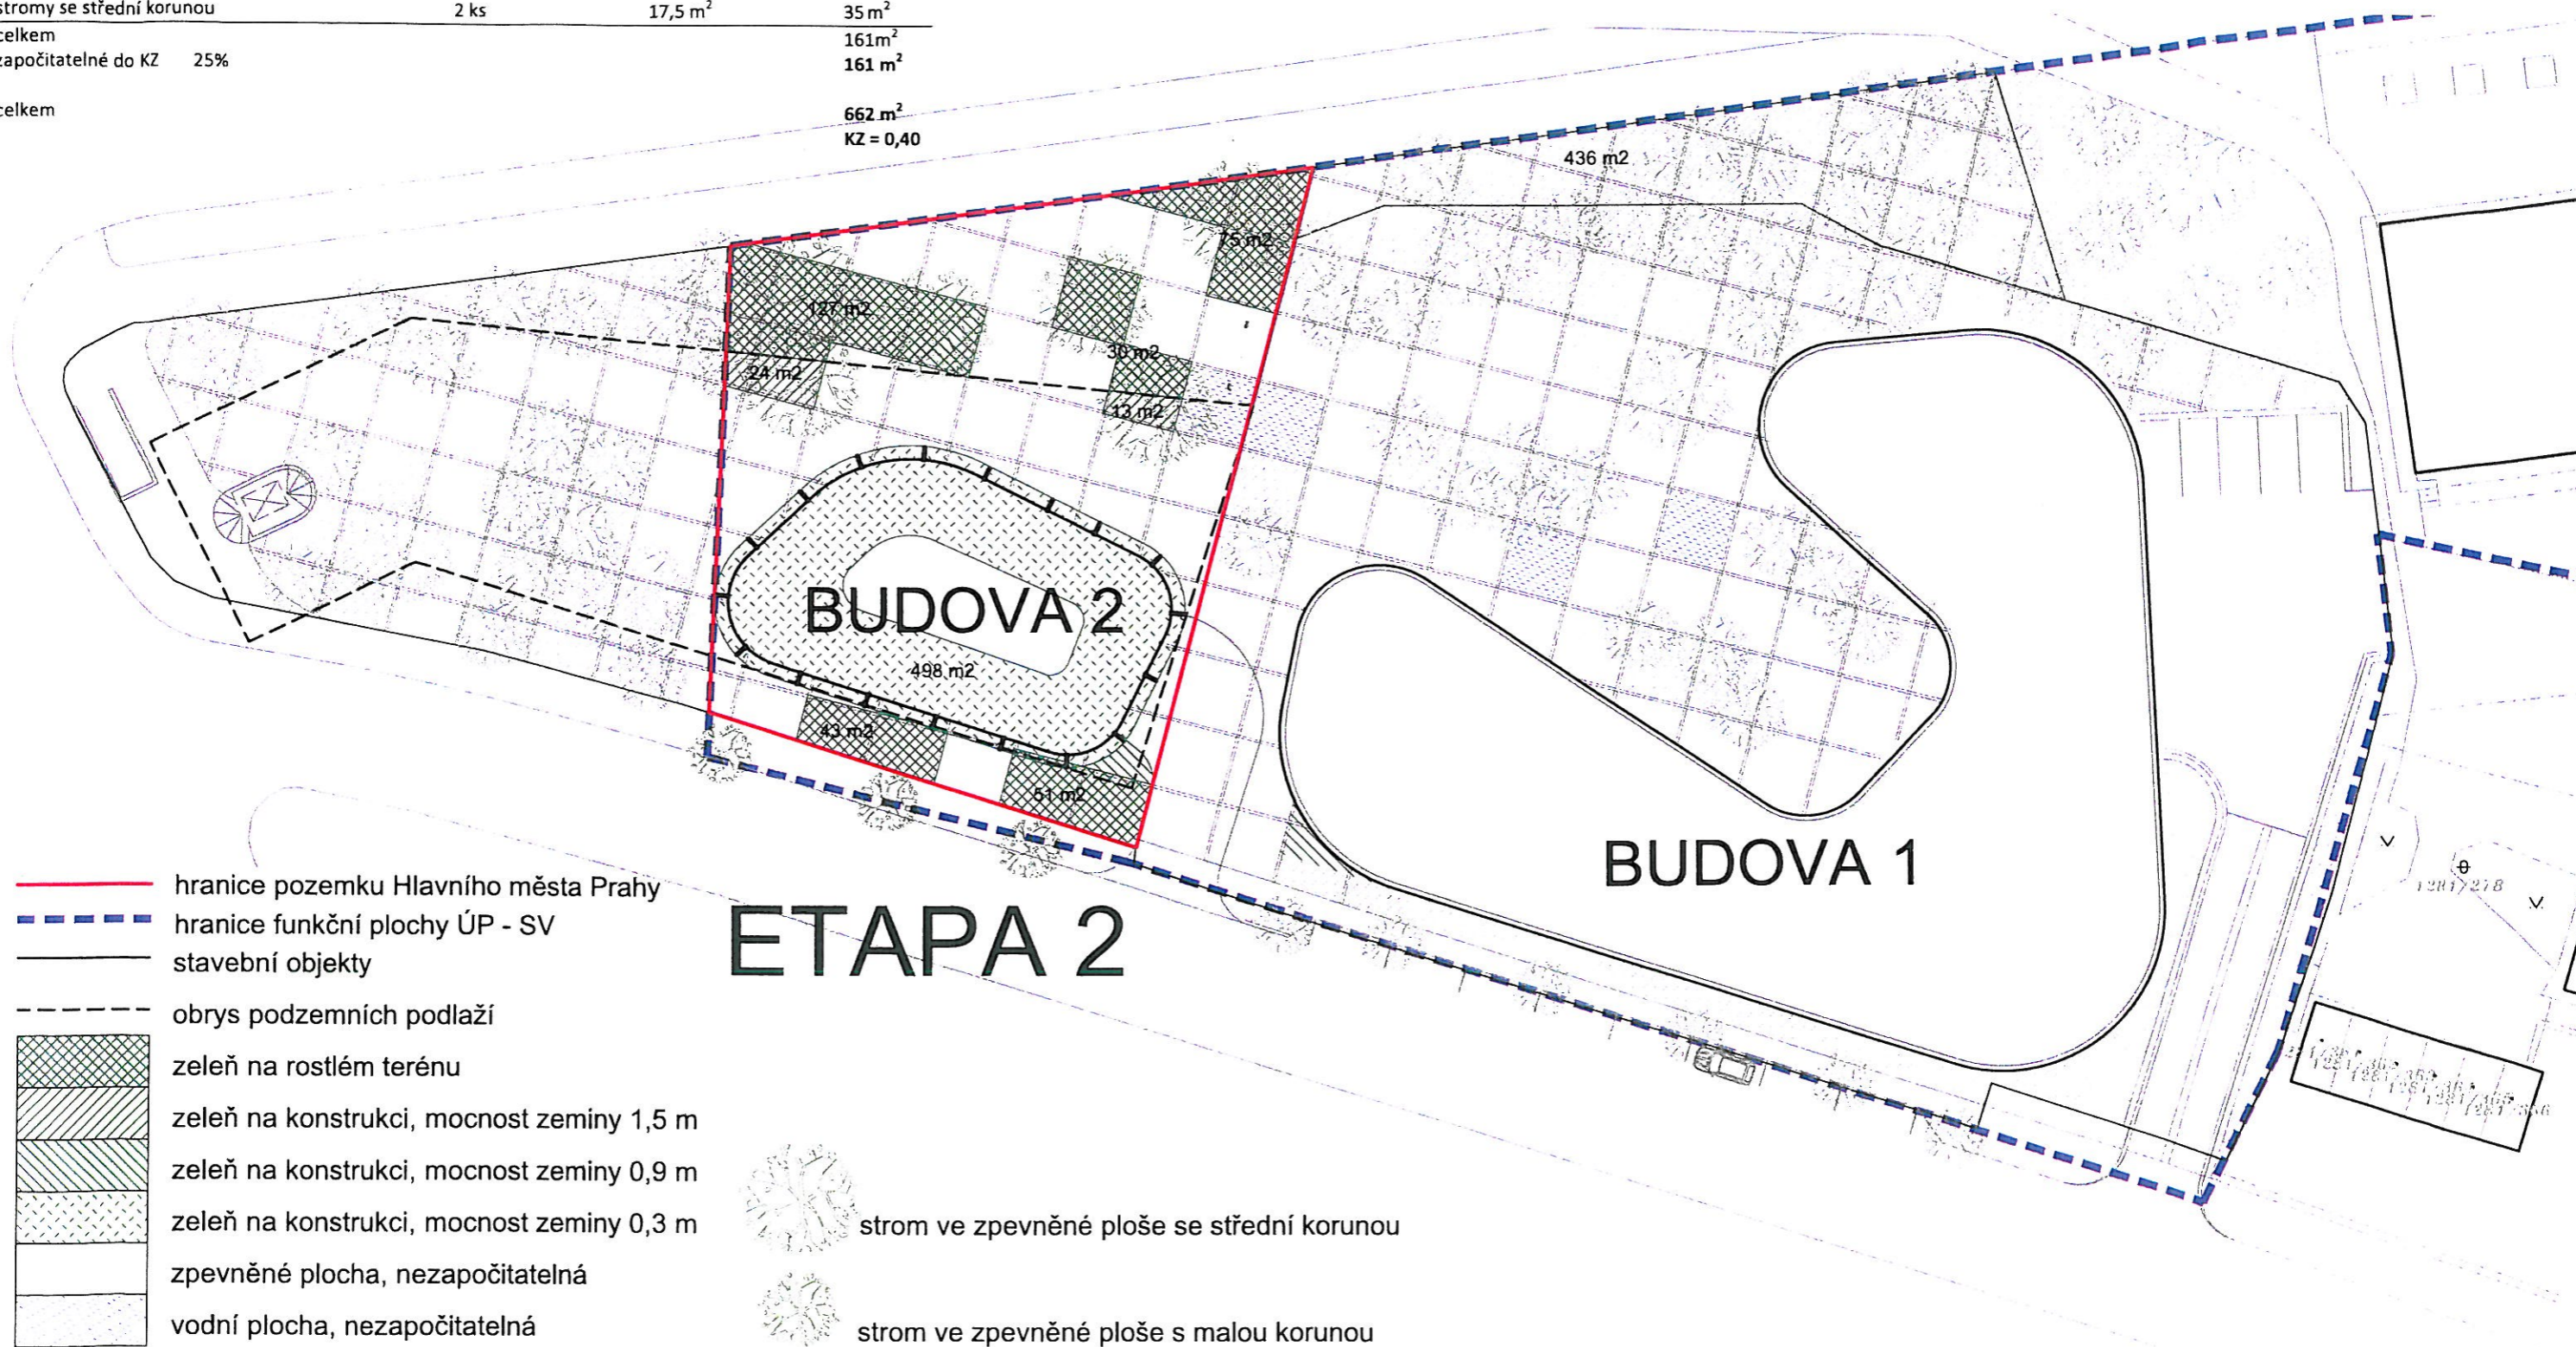 stromy se střední korunou 2 ks 17,5 m² 35 m²
celkem 161m²
započitatelné do KZ 25% 161 m²
celkem 662 m²
KZ = 0,40
436 m2
75 m2
127 m2
30 m2
24 m2
13 m2
BUDOVA 2
498 m2
43 m2
51 m2
BUDOVA 1
ETAPA 2
1281/278
hranice pozemku Hlavního města Prahy
hranice funkční plochy ÚP - SV
stavební objekty
obrys podzemních podlaží
zeleň na rostlém terénu
zeleň na konstrukci, mocnost zeminy 1,5 m
zeleň na konstrukci, mocnost zeminy 0,9 m
zeleň na konstrukci, mocnost zeminy 0,3 m
zpevněné plocha, nezapočitatelná
vodní plocha, nezapočitatelná
strom ve zpevněné ploše se střední korunou
strom ve zpevněné ploše s malou korunou